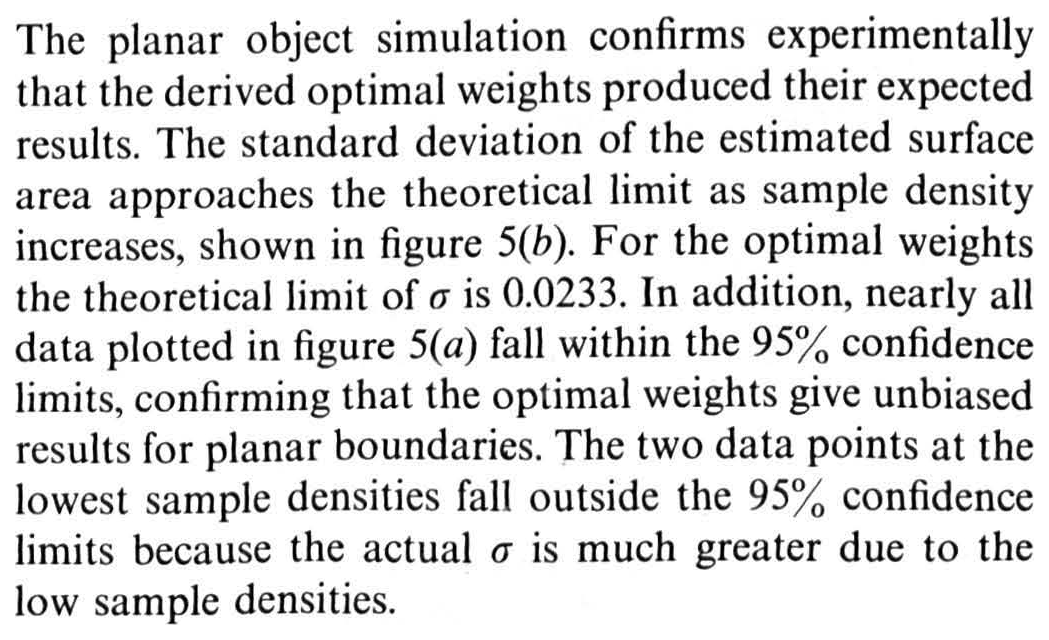 The planar object simulation confirms experimentally
that the derived optimal weights produced their expected
results. The standard deviation of the estimated surface
area approaches the theoretical limit as sample density
increases, shown in figure 5(b). For the optimal weights
the theoretical limit of σ is 0.0233. In addition, nearly all
data plotted in figure 5(a) fall within the 95% confidence
limits, confirming that the optimal weights give unbiased
results for planar boundaries. The two data points at the
lowest sample densities fall outside the 95% confidence
limits because the actual σ is much greater due to the
low sample densities.